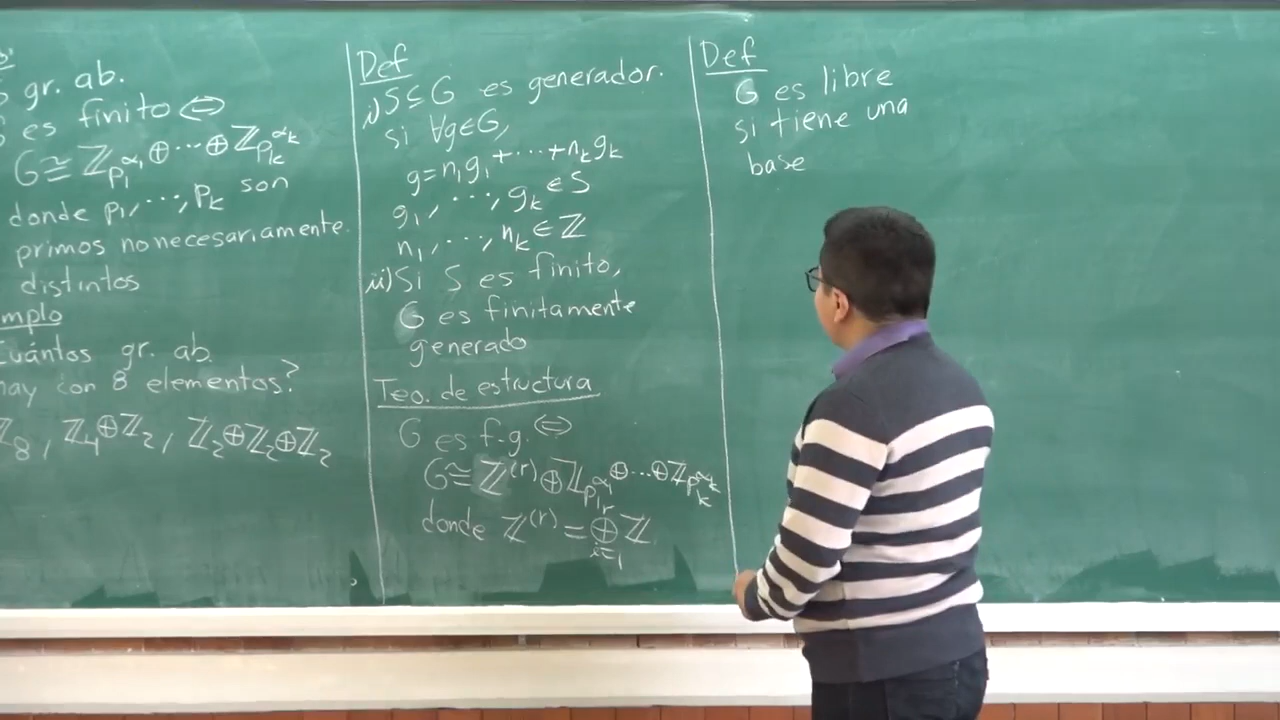 gr. ab.
es finito ⇔
G ≅ ℤ_{p₁^{α₁}} ⊕ ⋯ ⊕ ℤ_{p_k^{α_k}}
donde p₁, ⋯, p_k son
primos no necesariamente.
distintos
mplo
Cuántos gr. ab.
hay con 8 elementos?
ℤ₈, ℤ₄⊕ℤ₂, ℤ₂⊕ℤ₂⊕ℤ₂
Def
i) S⊆G es generador.
si ∀g∈G,
g=n₁g₁+⋯+n_kg_k
g₁, ⋯, g_k ∈ S
n₁, ⋯, n_k ∈ ℤ
ii) Si S es finito,
G es finitamente
generado
Teo. de estructura
G es f.g. ⇔
G≅ℤ^{(r)}⊕ℤ_{p₁^{α₁}}⊕⋯⊕ℤ_{p_k^{α_k}}
donde ℤ^{(r)} = ⊕_{i=1}^{r} ℤ
Def
G es libre
si tiene una
base